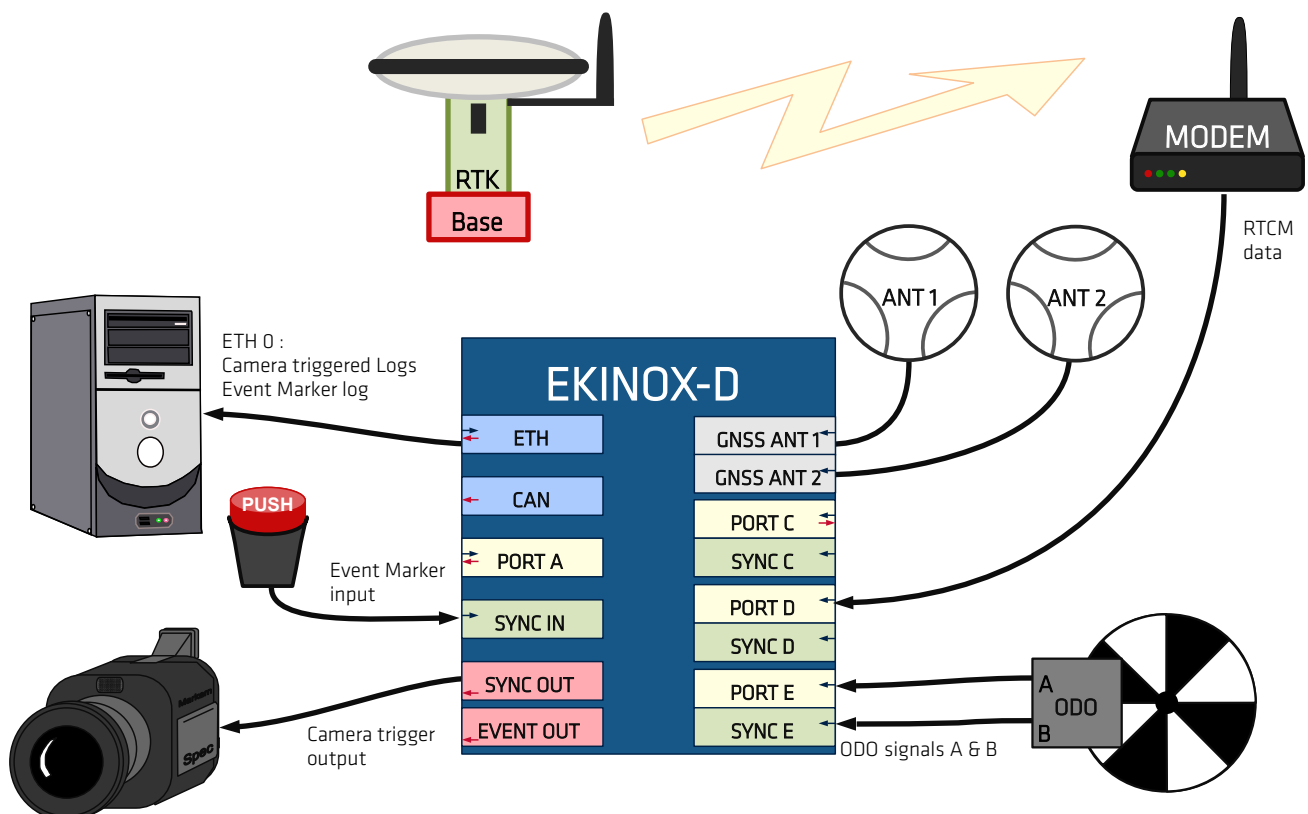 MODEM
RTK
Base
RTCM
data
ANT 1
ANT 2
ETH 0 :
Camera triggered Logs
Event Marker log
EKINOX-D
ETH
CAN
PORT A
SYNC IN
SYNC OUT
EVENT OUT
GNSS ANT 1
GNSS ANT 2
PORT C
SYNC C
PORT D
SYNC D
PORT E
SYNC E
PUSH
Event Marker
input
Spec
Camera trigger
output
A
ODO
B
ODO signals A & B